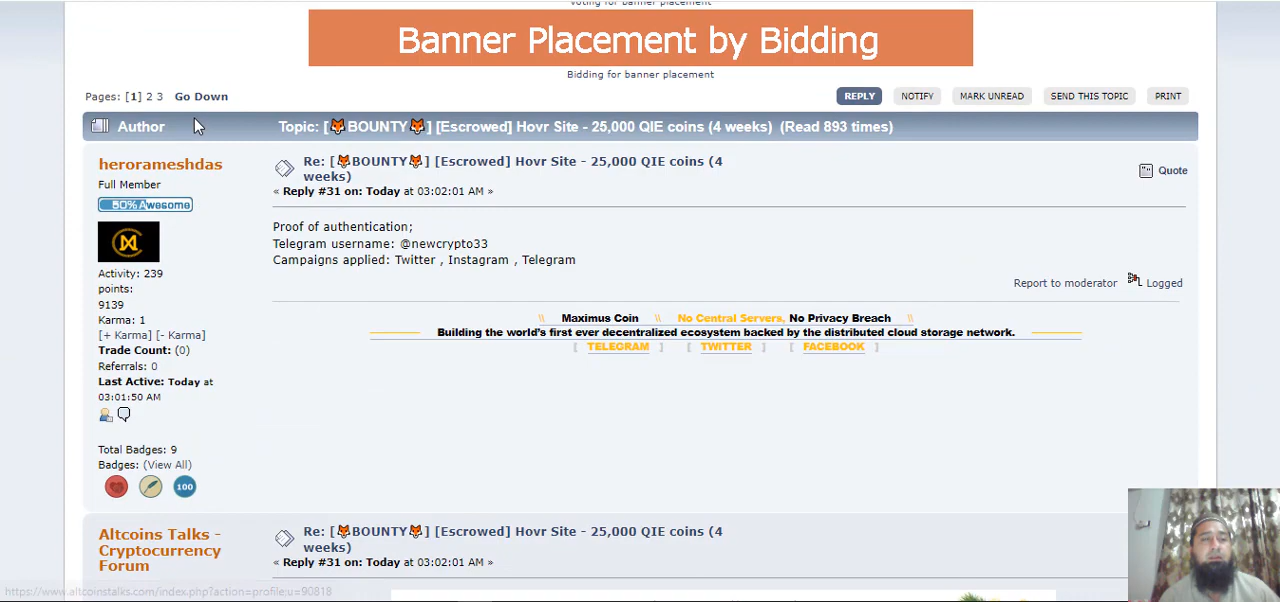 Voting for banner placement
Banner Placement by Bidding
Bidding for banner placement
Pages: [1] 2 3 Go Down
REPLY NOTIFY MARK UNREAD SEND THIS TOPIC PRINT
Author Topic: [🦊BOUNTY🦊] [Escrowed] Hovr Site - 25,000 QIE coins (4 weeks) (Read 893 times)
herorameshdas
Full Member
50% Awesome
Activity: 239
points:
9139
Karma: 1
[+ Karma] [- Karma]
Trade Count: (0)
Referrals: 0
Last Active: Today at
03:01:50 AM
Total Badges: 9
Badges: (View All)
100
Re: [🦊BOUNTY🦊] [Escrowed] Hovr Site - 25,000 QIE coins (4
weeks)
« Reply #31 on: Today at 03:02:01 AM »
Quote
Proof of authentication;
Telegram username: @newcrypto33
Campaigns applied: Twitter , Instagram , Telegram
Report to moderator Logged
\\ Maximus Coin \\ No Central Servers, No Privacy Breach \\
Building the world's first ever decentralized ecosystem backed by the distributed cloud storage network.
[ TELEGRAM ] [ TWITTER ] [ FACEBOOK ]
Altcoins Talks -
Cryptocurrency
Forum
Re: [🦊BOUNTY🦊] [Escrowed] Hovr Site - 25,000 QIE coins (4
weeks)
« Reply #31 on: Today at 03:02:01 AM »
https://www.altcoinstalks.com/index.php?action=profile;u=90818